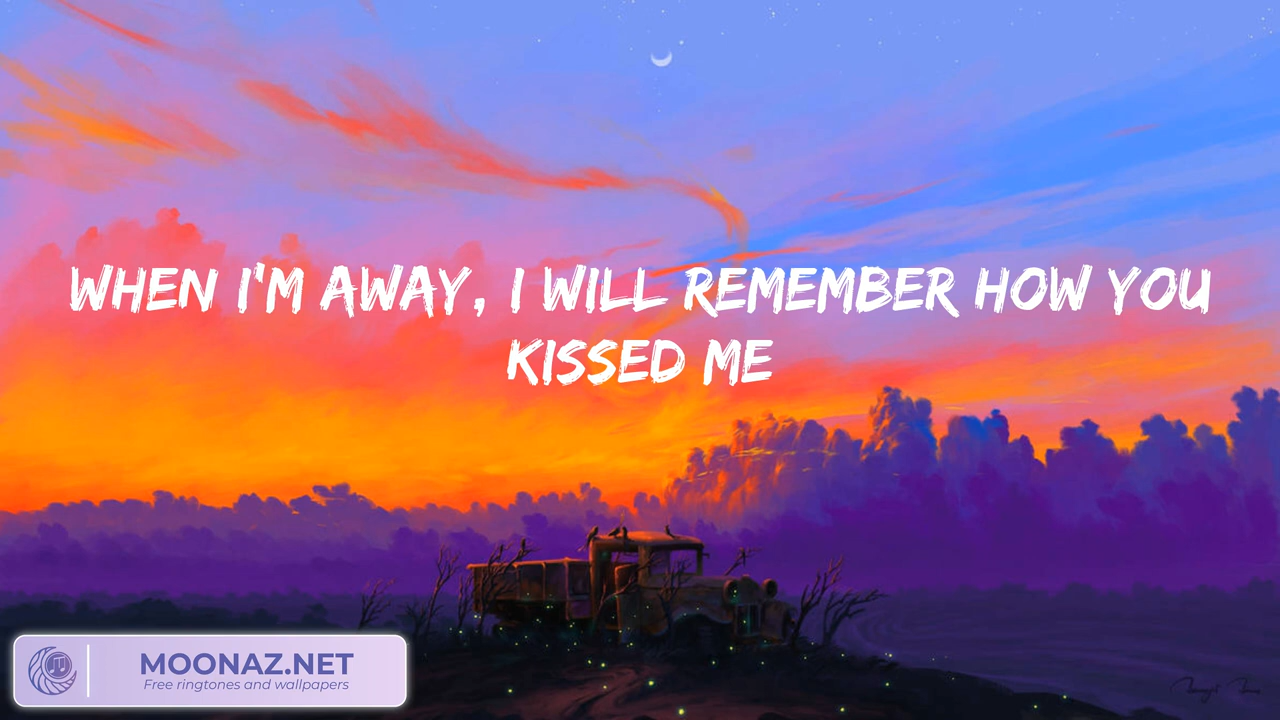 WHEN I'M AWAY, I WILL REMEMBER HOW YOU
KISSED ME
MOONAZ.NET
Free ringtones and wallpapers